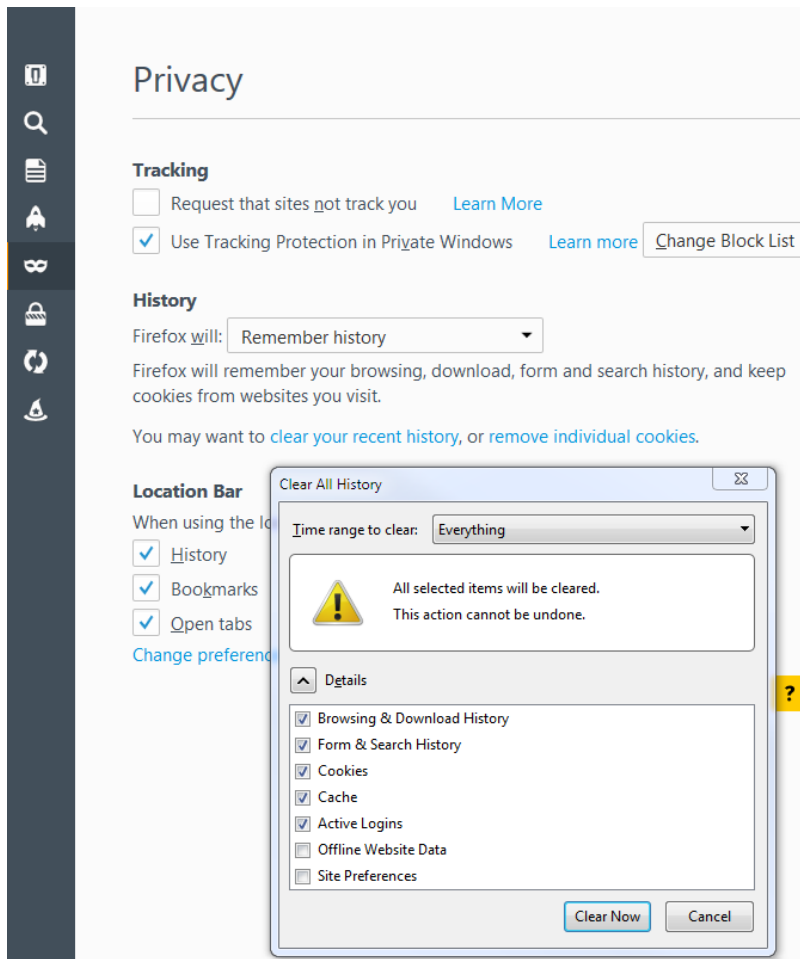 Privacy
Tracking
Request that sites not track you Learn More
Use Tracking Protection in Private Windows Learn more Change Block List
History
Firefox will: Remember history
Firefox will remember your browsing, download, form and search history, and keep
cookies from websites you visit.
You may want to clear your recent history, or remove individual cookies.
Location Bar
When using the
History
Bookmarks
Open tabs
Change
Clear All History
Time range to clear: Everything
All selected items will be cleared.
This action cannot be undone.
Details
Browsing & Download History
Form & Search History
Cookies
Cache
Active Logins
Offline Website Data
Site Preferences
Clear Now Cancel
?